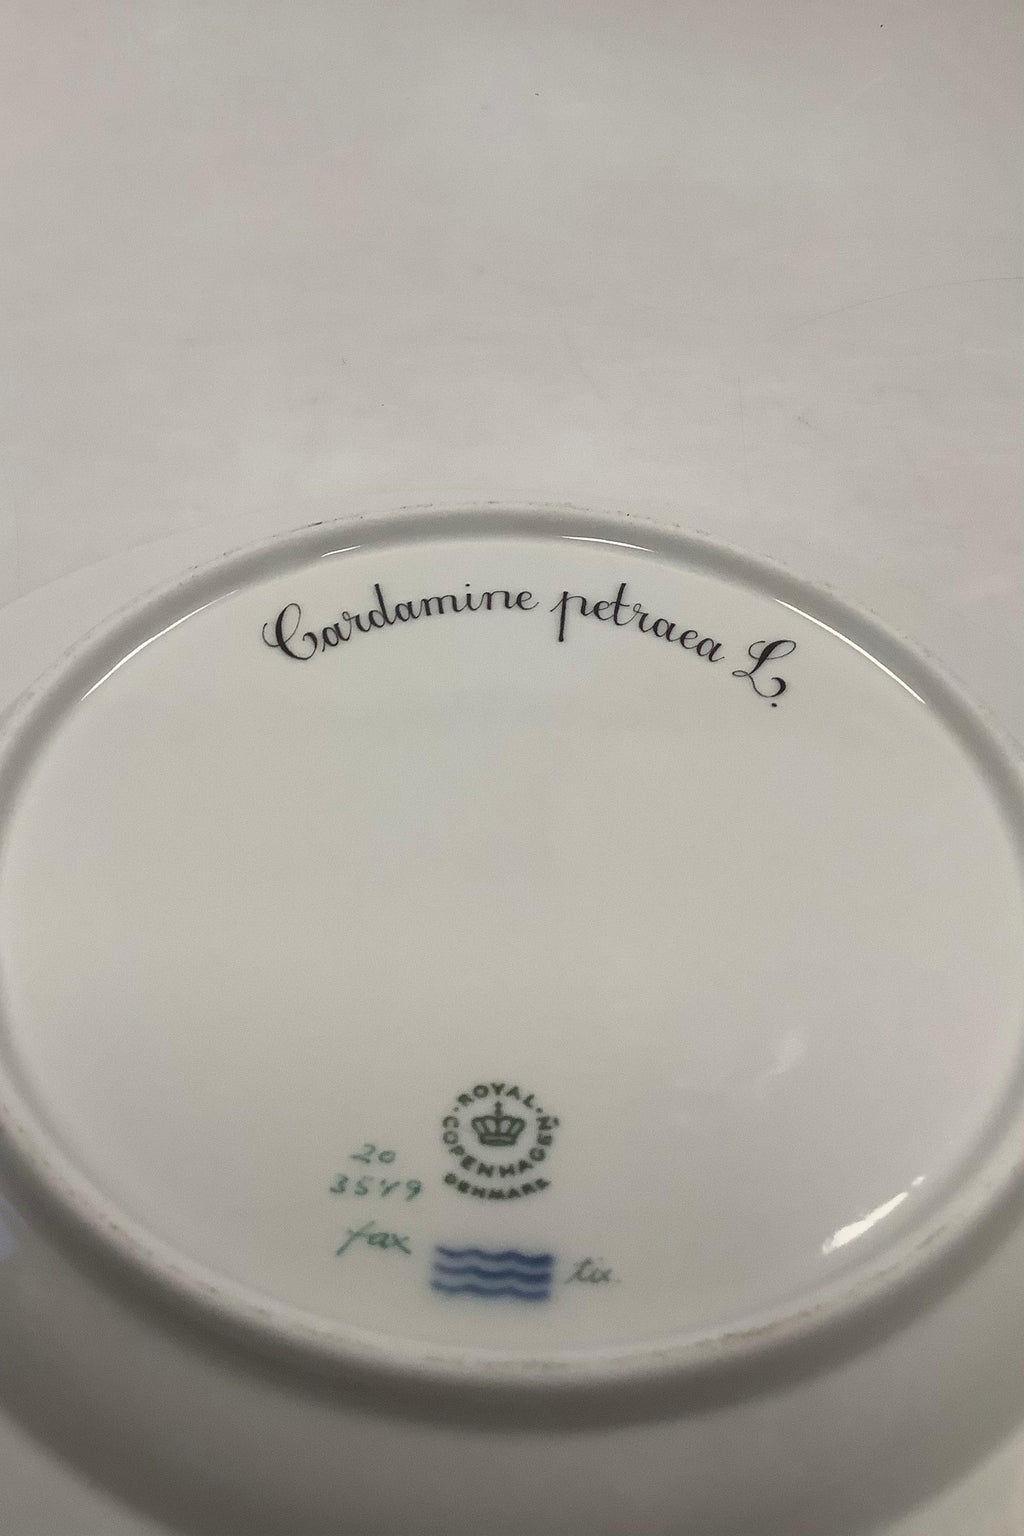 Cardamine petraea L.
ROYAL
COPENHAGEN
DENMARK
20
3549
fax
tix.